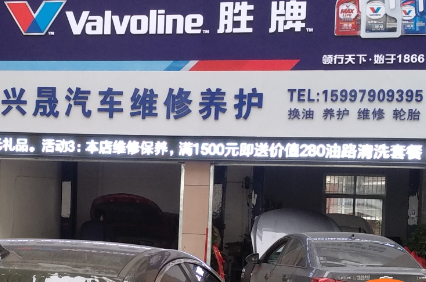 Valvoline™ 胜牌™
领行天下·始于1866
兴晟汽车维修养护
TEL:15997909395
换油 养护 维修 轮胎
礼品。活动3:本店维修保养,满1500元即送价值280油路清洗套餐